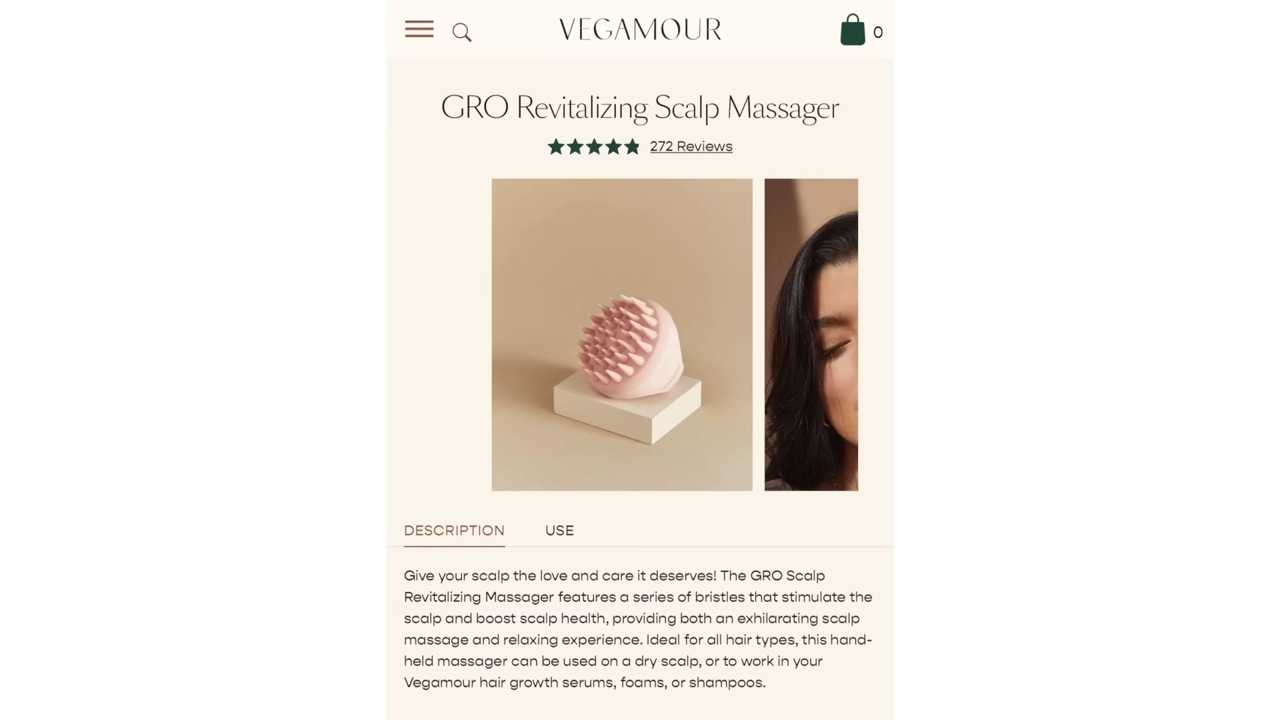 VEGAMOUR
0
GRO Revitalizing Scalp Massager
272 Reviews
DESCRIPTION USE
Give your scalp the love and care it deserves! The GRO Scalp
Revitalizing Massager features a series of bristles that stimulate the
scalp and boost scalp health, providing both an exhilarating scalp
massage and relaxing experience. Ideal for all hair types, this hand-
held massager can be used on a dry scalp, or to work in your
Vegamour hair growth serums, foams, or shampoos.